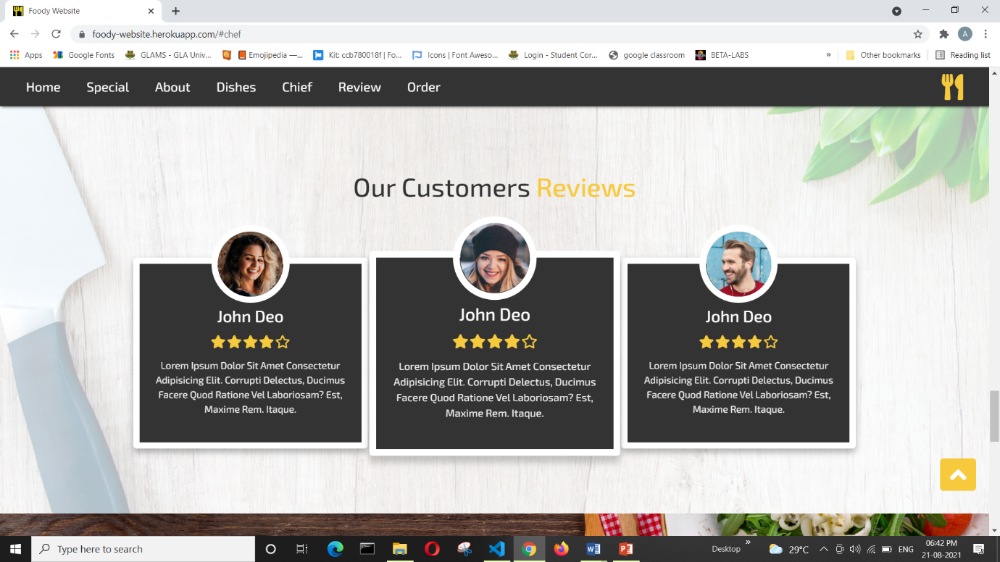 Foody Website
foody-website.herokuapp.com/#chef
A
Apps
Google Fonts
GLAMS - GLA Univ...
Emojipedia —...
Kit: ccb780018f | Fo...
Icons | Font Aweso...
Login - Student Cor...
google classroom
BETA-LABS
»
Other bookmarks
Reading list
Home Special About Dishes Chief Review Order
Our Customers Reviews
John Deo
Lorem Ipsum Dolor Sit Amet Consectetur
Adipisicing Elit. Corrupti Delectus, Ducimus
Facere Quod Ratione Vel Laboriosam? Est,
Maxime Rem. Itaque.
John Deo
Lorem Ipsum Dolor Sit Amet Consectetur
Adipisicing Elit. Corrupti Delectus, Ducimus
Facere Quod Ratione Vel Laboriosam? Est,
Maxime Rem. Itaque.
John Deo
Lorem Ipsum Dolor Sit Amet Consectetur
Adipisicing Elit. Corrupti Delectus, Ducimus
Facere Quod Ratione Vel Laboriosam? Est,
Maxime Rem. Itaque.
Type here to search
Desktop
»
29°C
ENG
06:42 PM
21-08-2021